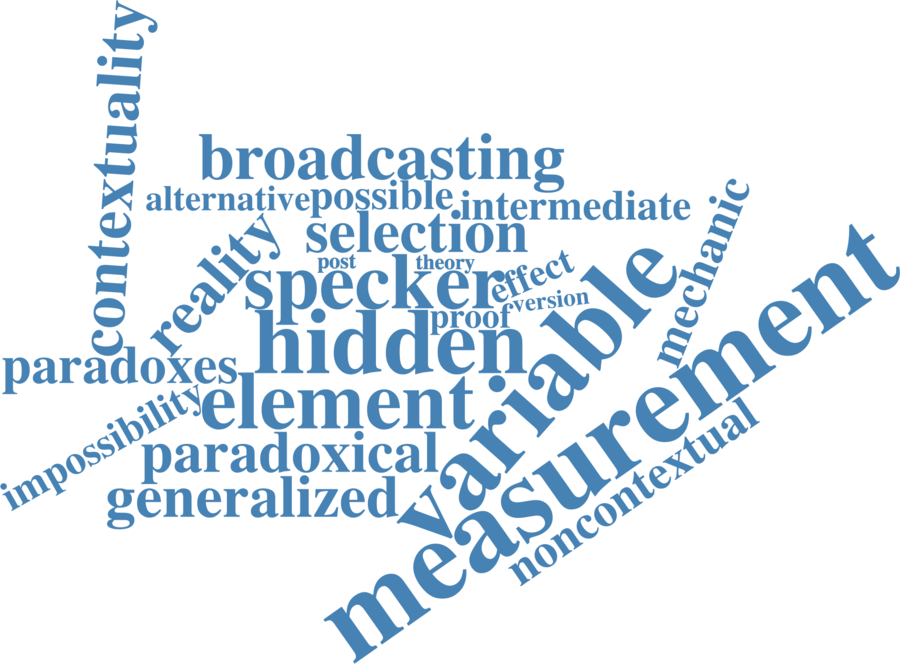 contextuality
broadcasting
alternative
possible
intermediate
selection
mechanic
reality
post
theory
effect
specker
version
proof
hidden
variable
paradoxes
element
measurement
impossibility
paradoxical
generalized
noncontextual